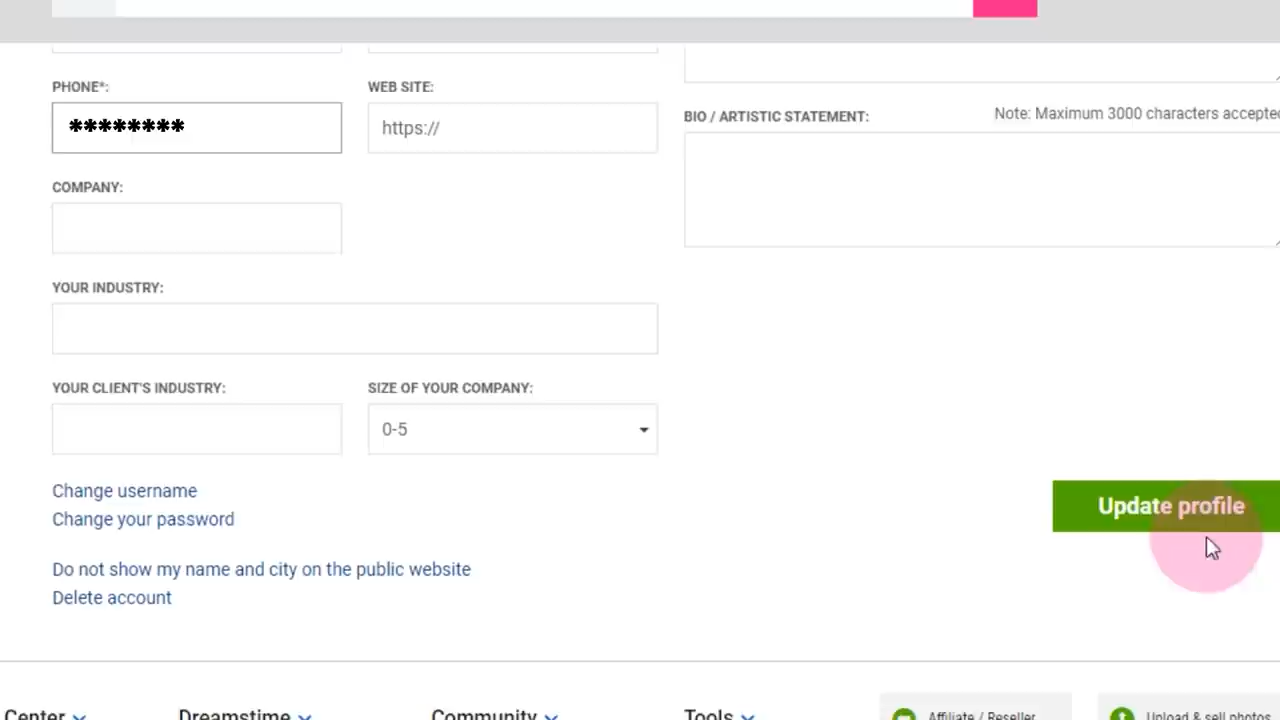 PHONE*:
WEB SITE:
********
https://
BIO / ARTISTIC STATEMENT:
Note: Maximum 3000 characters accepted
COMPANY:
YOUR INDUSTRY:
YOUR CLIENT'S INDUSTRY:
SIZE OF YOUR COMPANY:
0-5
Change username
Change your password
Update profile
Do not show my name and city on the public website
Delete account
Center
Dreamstime
Community
Tools
Affiliate / Reseller
Upload & sell photos